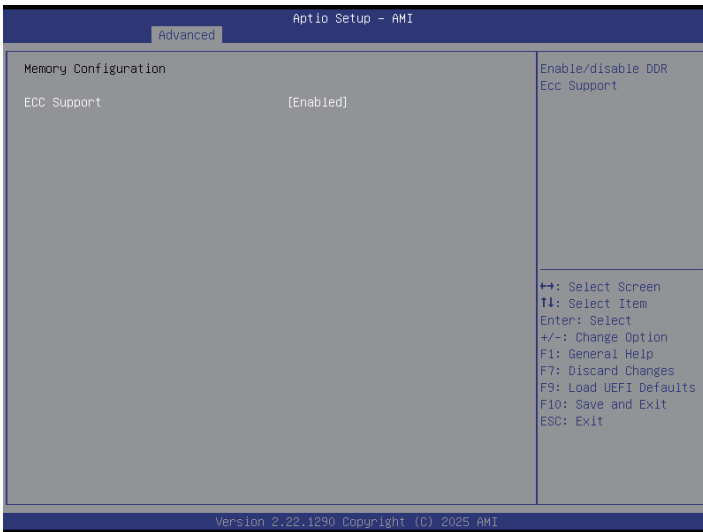 Aptio Setup – AMI
Advanced
Memory Configuration
ECC Support [Enabled]
Enable/disable DDR
Ecc Support
↔: Select Screen
↑↓: Select Item
Enter: Select
+/-: Change Option
F1: General Help
F7: Discard Changes
F9: Load UEFI Defaults
F10: Save and Exit
ESC: Exit
Version 2.22.1290 Copyright (C) 2025 AMI